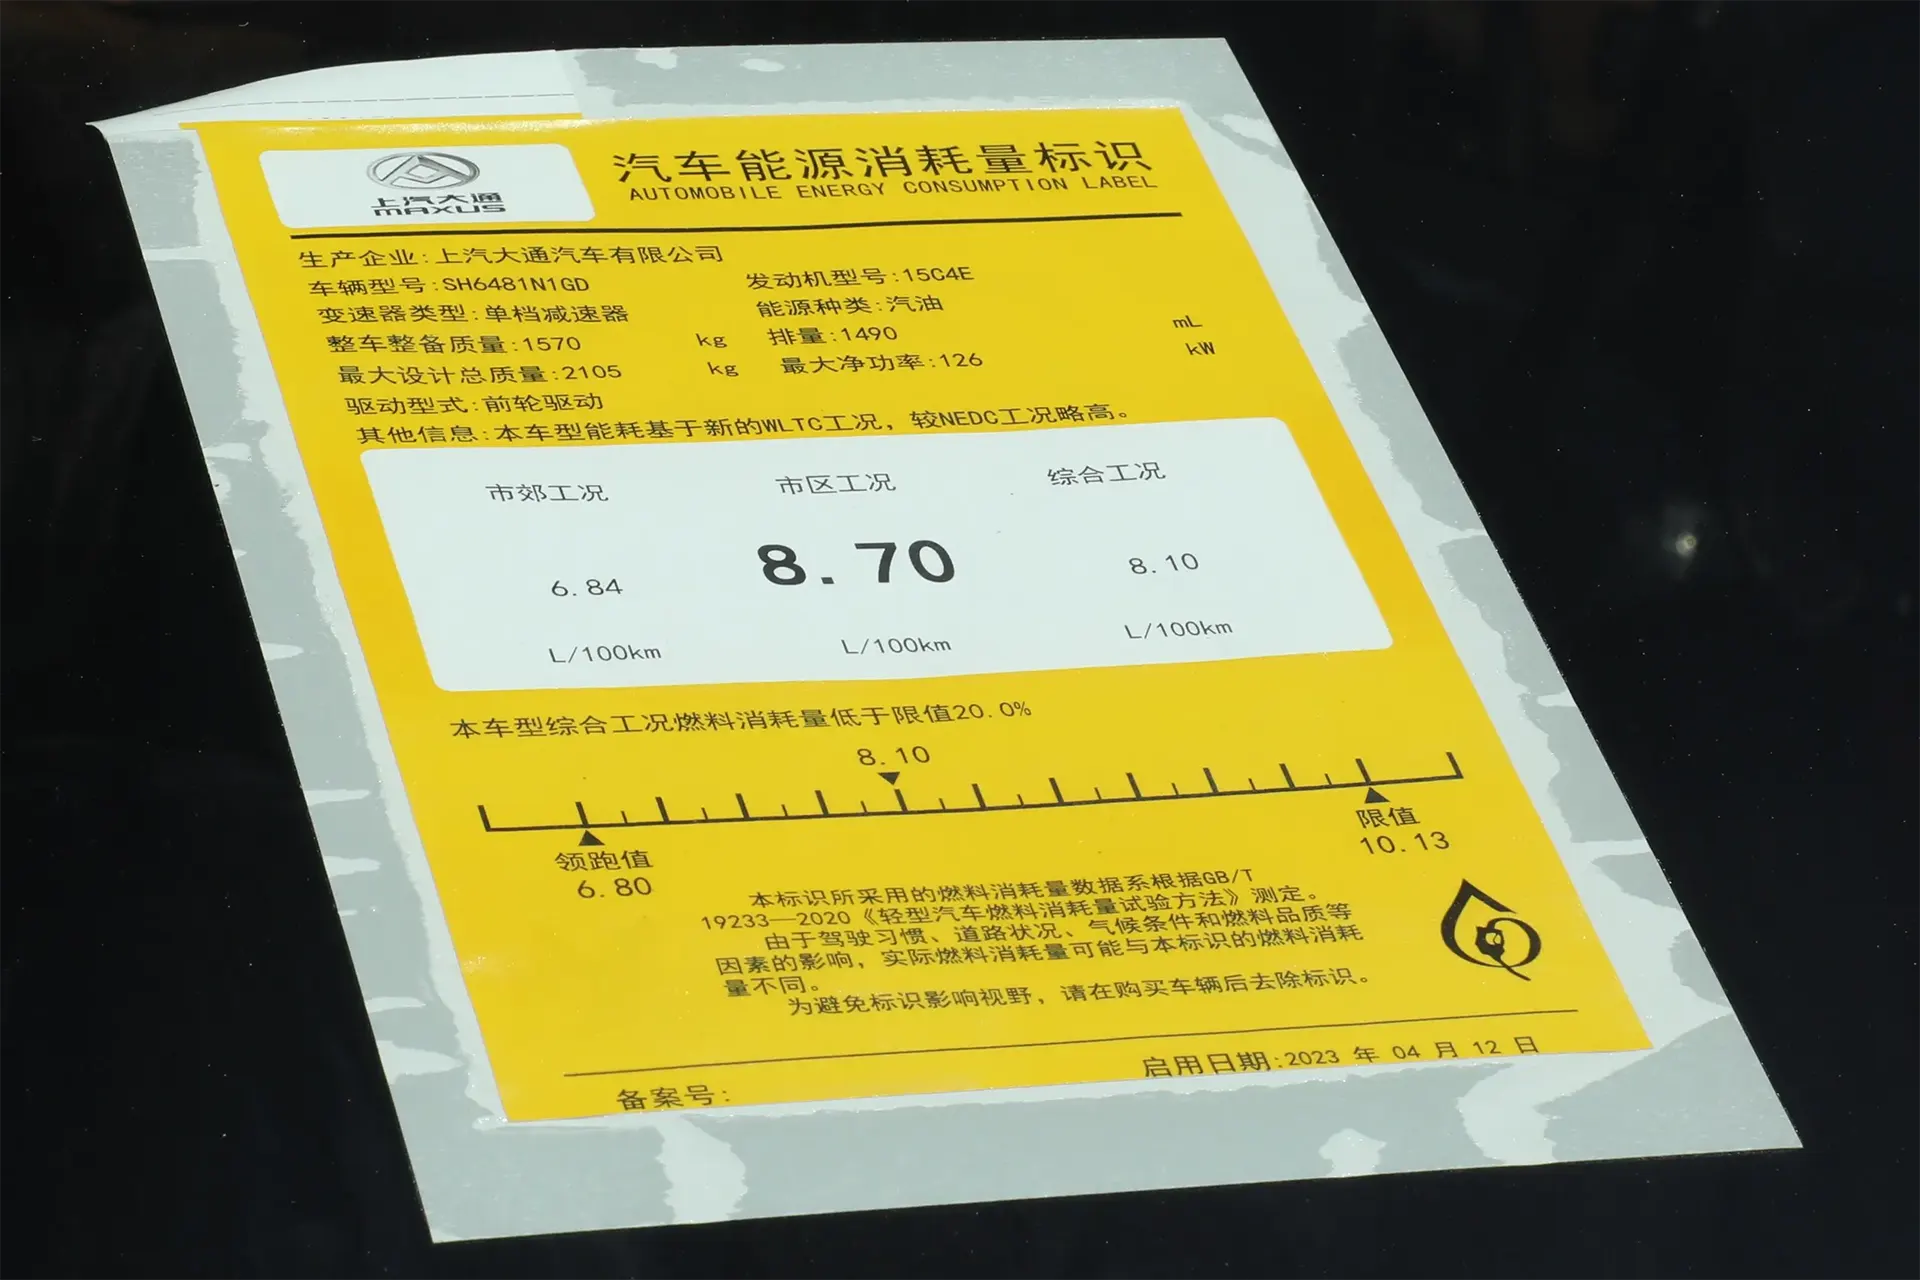 上汽大通
MAXUS
汽车能源消耗量标识
AUTOMOBILE ENERGY CONSUMPTION LABEL
生产企业:上汽大通汽车有限公司
车辆型号:SH6481N1GD
发动机型号:15C4E
变速器类型:单档减速器
能源种类:汽油
整车整备质量:1570 kg
排量:1490 mL
最大设计总质量:2105 kg
最大净功率:126 kW
驱动型式:前轮驱动
其他信息:本车型能耗基于新的WLTC工况，较NEDC工况略高。
市郊工况 市区工况 综合工况
6.84 8.70 8.10
L/100km L/100km L/100km
本车型综合工况燃料消耗量低于限值20.0%
8.10
领跑值
6.80
限值
10.13
本标识所采用的燃料消耗量数据系根据GB/T
19233—2020《轻型汽车燃料消耗量试验方法》测定。
由于驾驶习惯、道路状况、气候条件和燃料品质等
因素的影响，实际燃料消耗量可能与本标识的燃料消耗
量不同。
为避免标识影响视野，请在购买车辆后去除标识。
备案号:
启用日期:2023 年 04 月 12 日